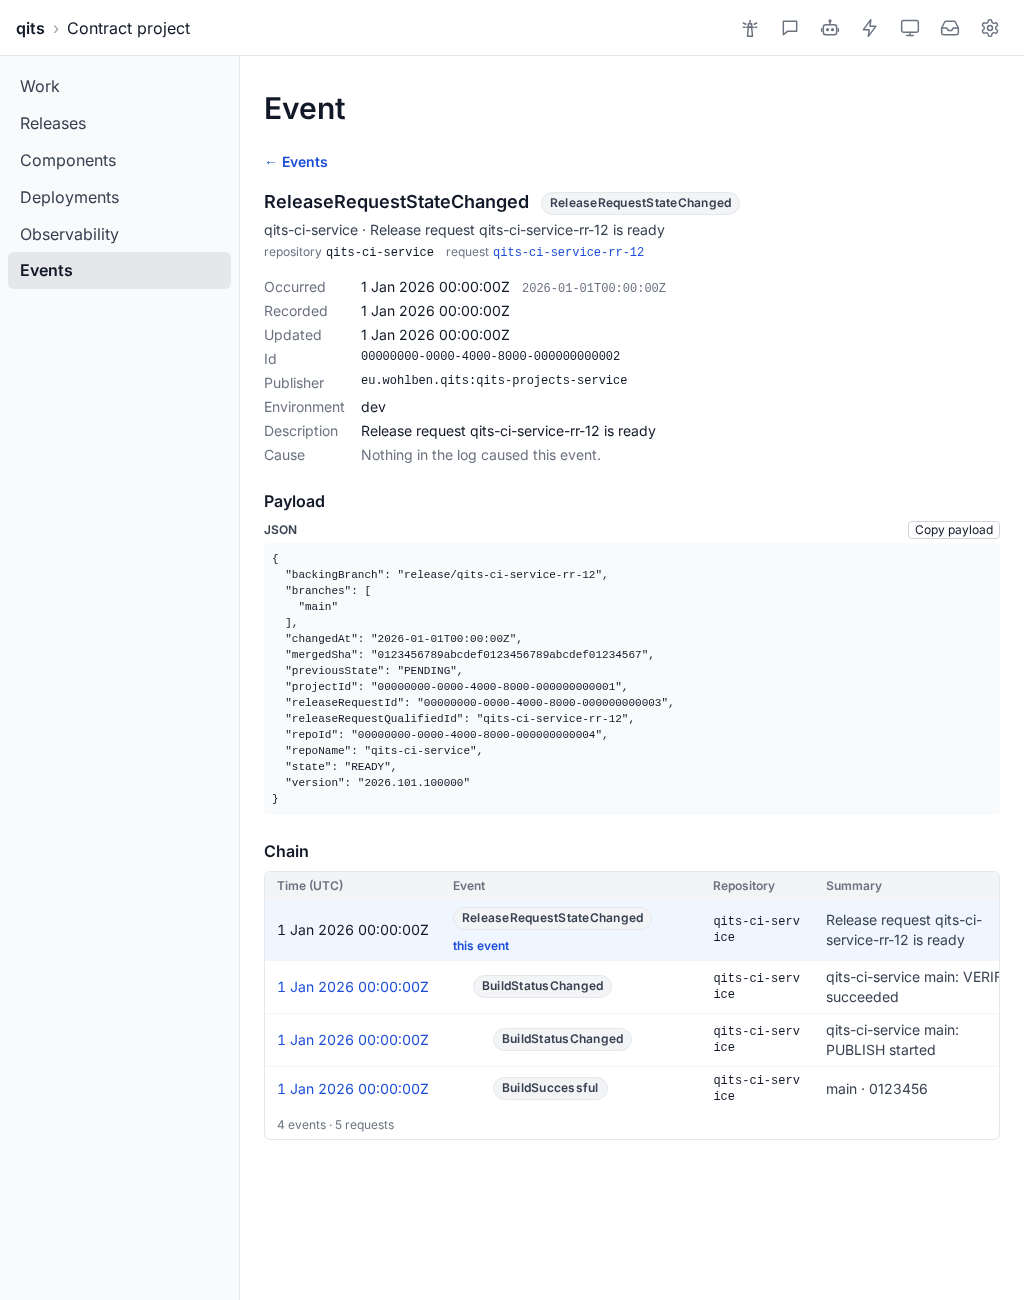 qits › Contract project
Work
Releases
Components
Deployments
Observability
Events
Event
← Events
ReleaseRequestStateChanged ReleaseRequestStateChanged
qits-ci-service · Release request qits-ci-service-rr-12 is ready
repository qits-ci-service request qits-ci-service-rr-12
Occurred 1 Jan 2026 00:00:00Z 2026-01-01T00:00:00Z
Recorded 1 Jan 2026 00:00:00Z
Updated 1 Jan 2026 00:00:00Z
Id 00000000-0000-4000-8000-000000000002
Publisher eu.wohlben.qits:qits-projects-service
Environment dev
Description Release request qits-ci-service-rr-12 is ready
Cause Nothing in the log caused this event.
Payload
JSON Copy payload
{
  "backingBranch": "release/qits-ci-service-rr-12",
  "branches": [
    "main"
  ],
  "changedAt": "2026-01-01T00:00:00Z",
  "mergedSha": "0123456789abcdef0123456789abcdef01234567",
  "previousState": "PENDING",
  "projectId": "00000000-0000-4000-8000-000000000001",
  "releaseRequestId": "00000000-0000-4000-8000-000000000003",
  "releaseRequestQualifiedId": "qits-ci-service-rr-12",
  "repoId": "00000000-0000-4000-8000-000000000004",
  "repoName": "qits-ci-service",
  "state": "READY",
  "version": "2026.101.100000"
}
Chain
Time (UTC) Event Repository Summary
1 Jan 2026 00:00:00Z ReleaseRequestStateChanged this event qits-ci-serv Release request qits-ci-
ice service-rr-12 is ready
1 Jan 2026 00:00:00Z BuildStatusChanged qits-ci-serv qits-ci-service main: VERIF
ice succeeded
1 Jan 2026 00:00:00Z BuildStatusChanged qits-ci-serv qits-ci-service main:
ice PUBLISH started
1 Jan 2026 00:00:00Z BuildSuccessful qits-ci-serv main · 0123456
ice
4 events · 5 requests